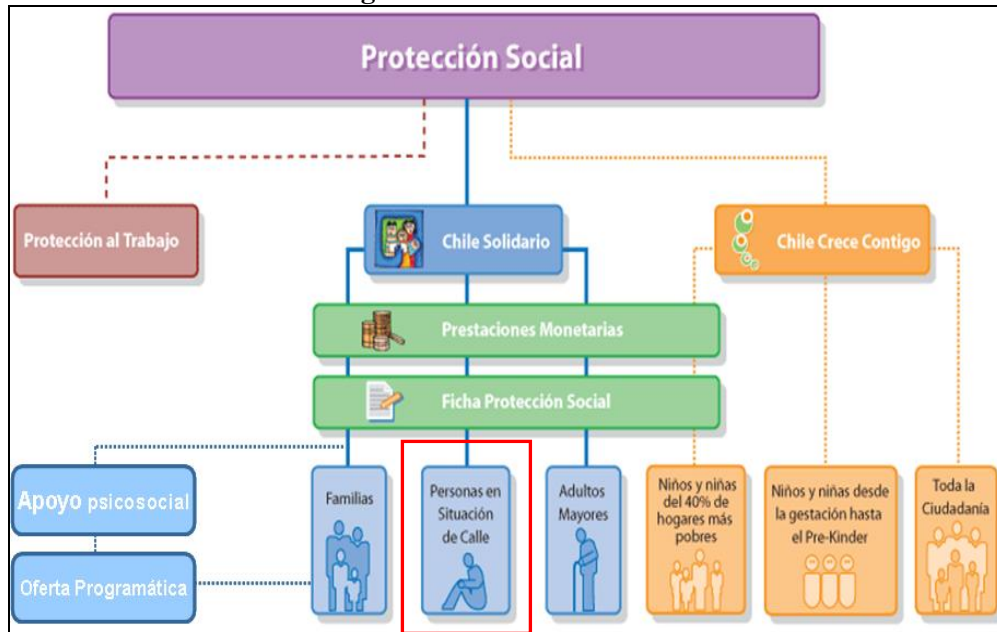 Protección Social
Protección al Trabajo
Chile Solidario
Chile Crece Contigo
Prestaciones Monetarias
Ficha Protección Social
Apoyo psicosocial
Oferta Programática
Familias
Personas en
Situación
de Calle
Adultos
Mayores
Niños y niñas
del 40% de
hogares más
pobres
Niños y niñas desde
la gestación hasta
el Pre-Kinder
Toda la
Ciudadanía